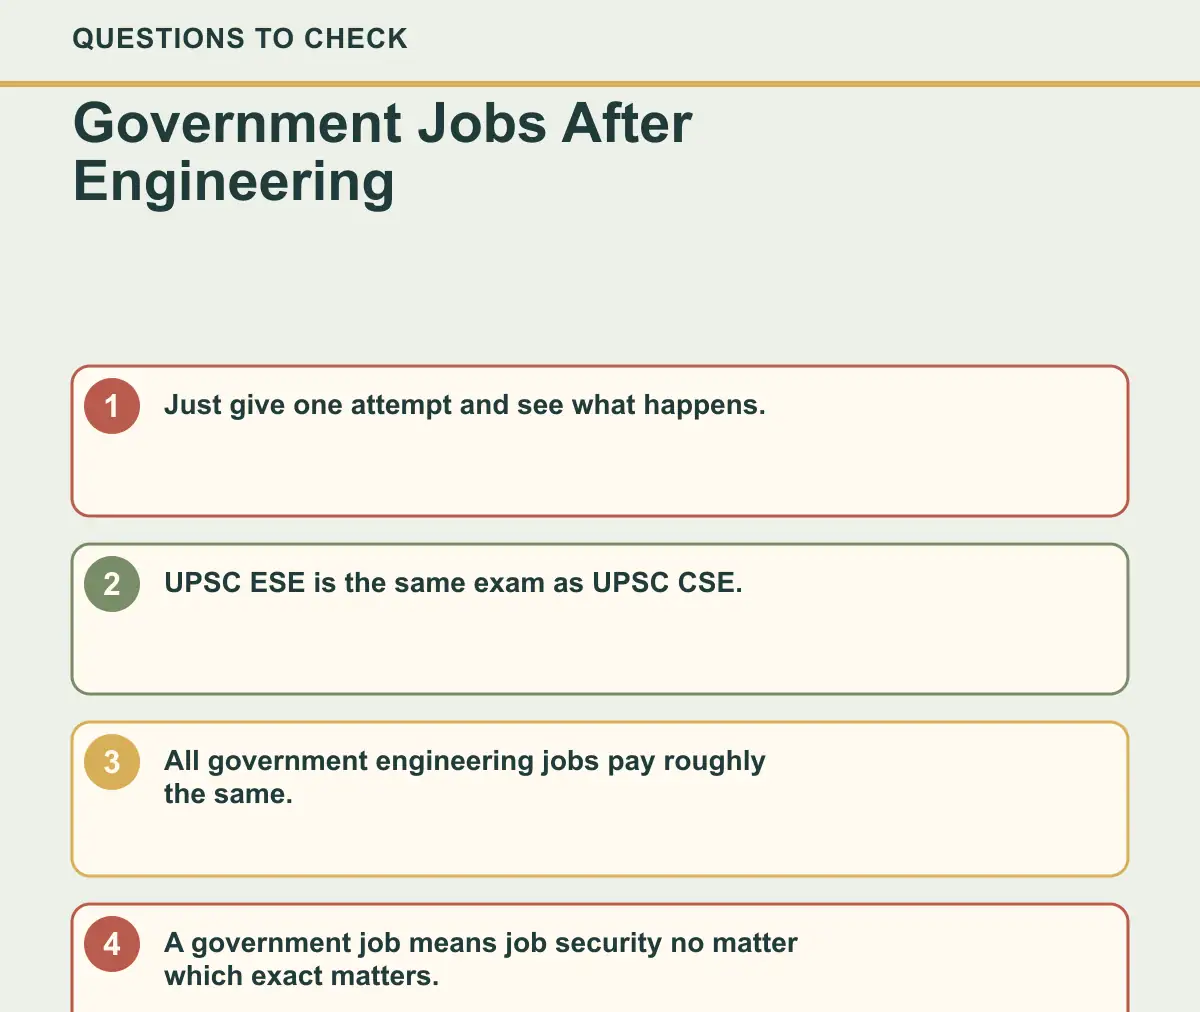 QUESTIONS TO CHECK
Government Jobs After
Engineering
1
Just give one attempt and see what happens.
2
UPSC ESE is the same exam as UPSC CSE.
3
All government engineering jobs pay roughly
the same.
4
A government job means job security no matter
which exact matters.